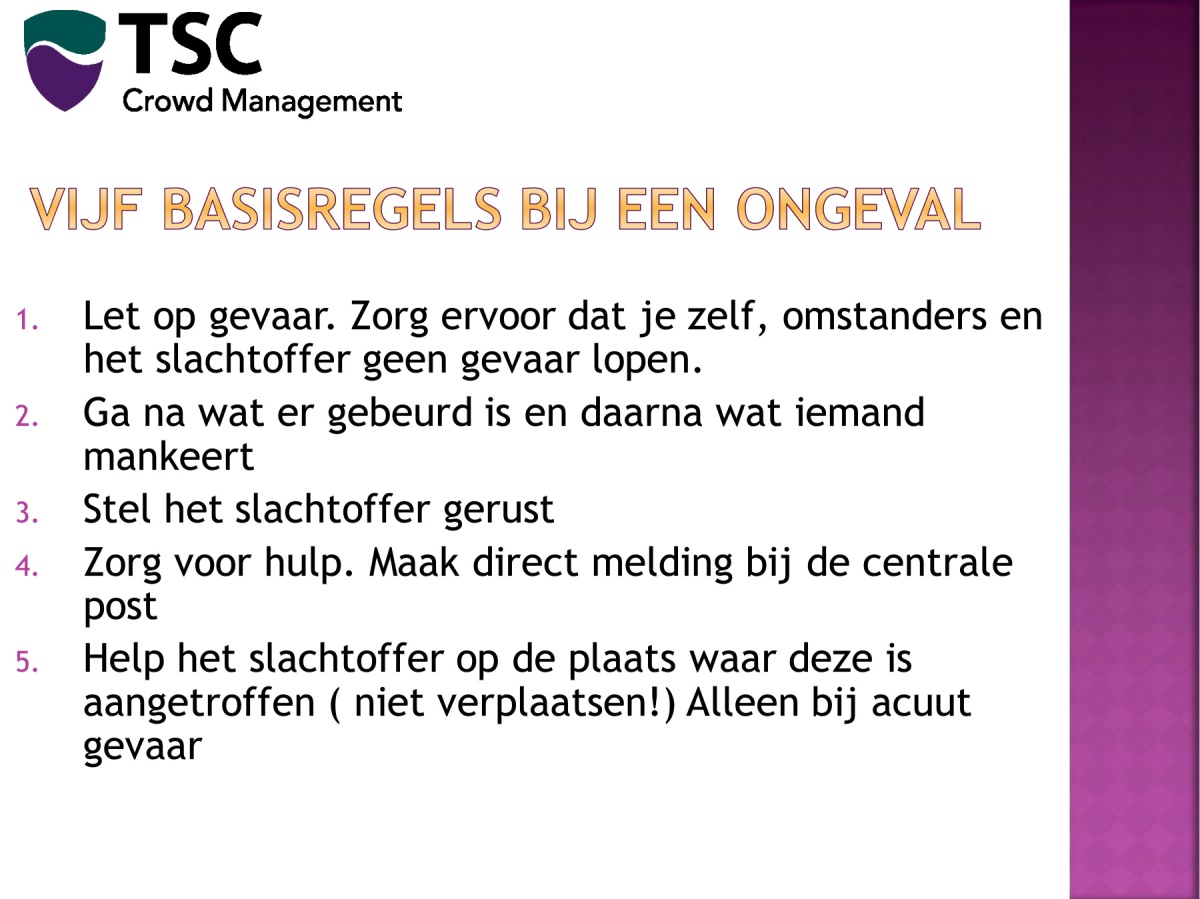 TSC
Crowd Management
VIJF BASISREGELS BIJ EEN ONGEVAL
1. Let op gevaar. Zorg ervoor dat je zelf, omstanders en
het slachtoffer geen gevaar lopen.
2. Ga na wat er gebeurd is en daarna wat iemand
mankeert
3. Stel het slachtoffer gerust
4. Zorg voor hulp. Maak direct melding bij de centrale
post
5. Help het slachtoffer op de plaats waar deze is
aangetroffen ( niet verplaatsen!) Alleen bij acuut
gevaar